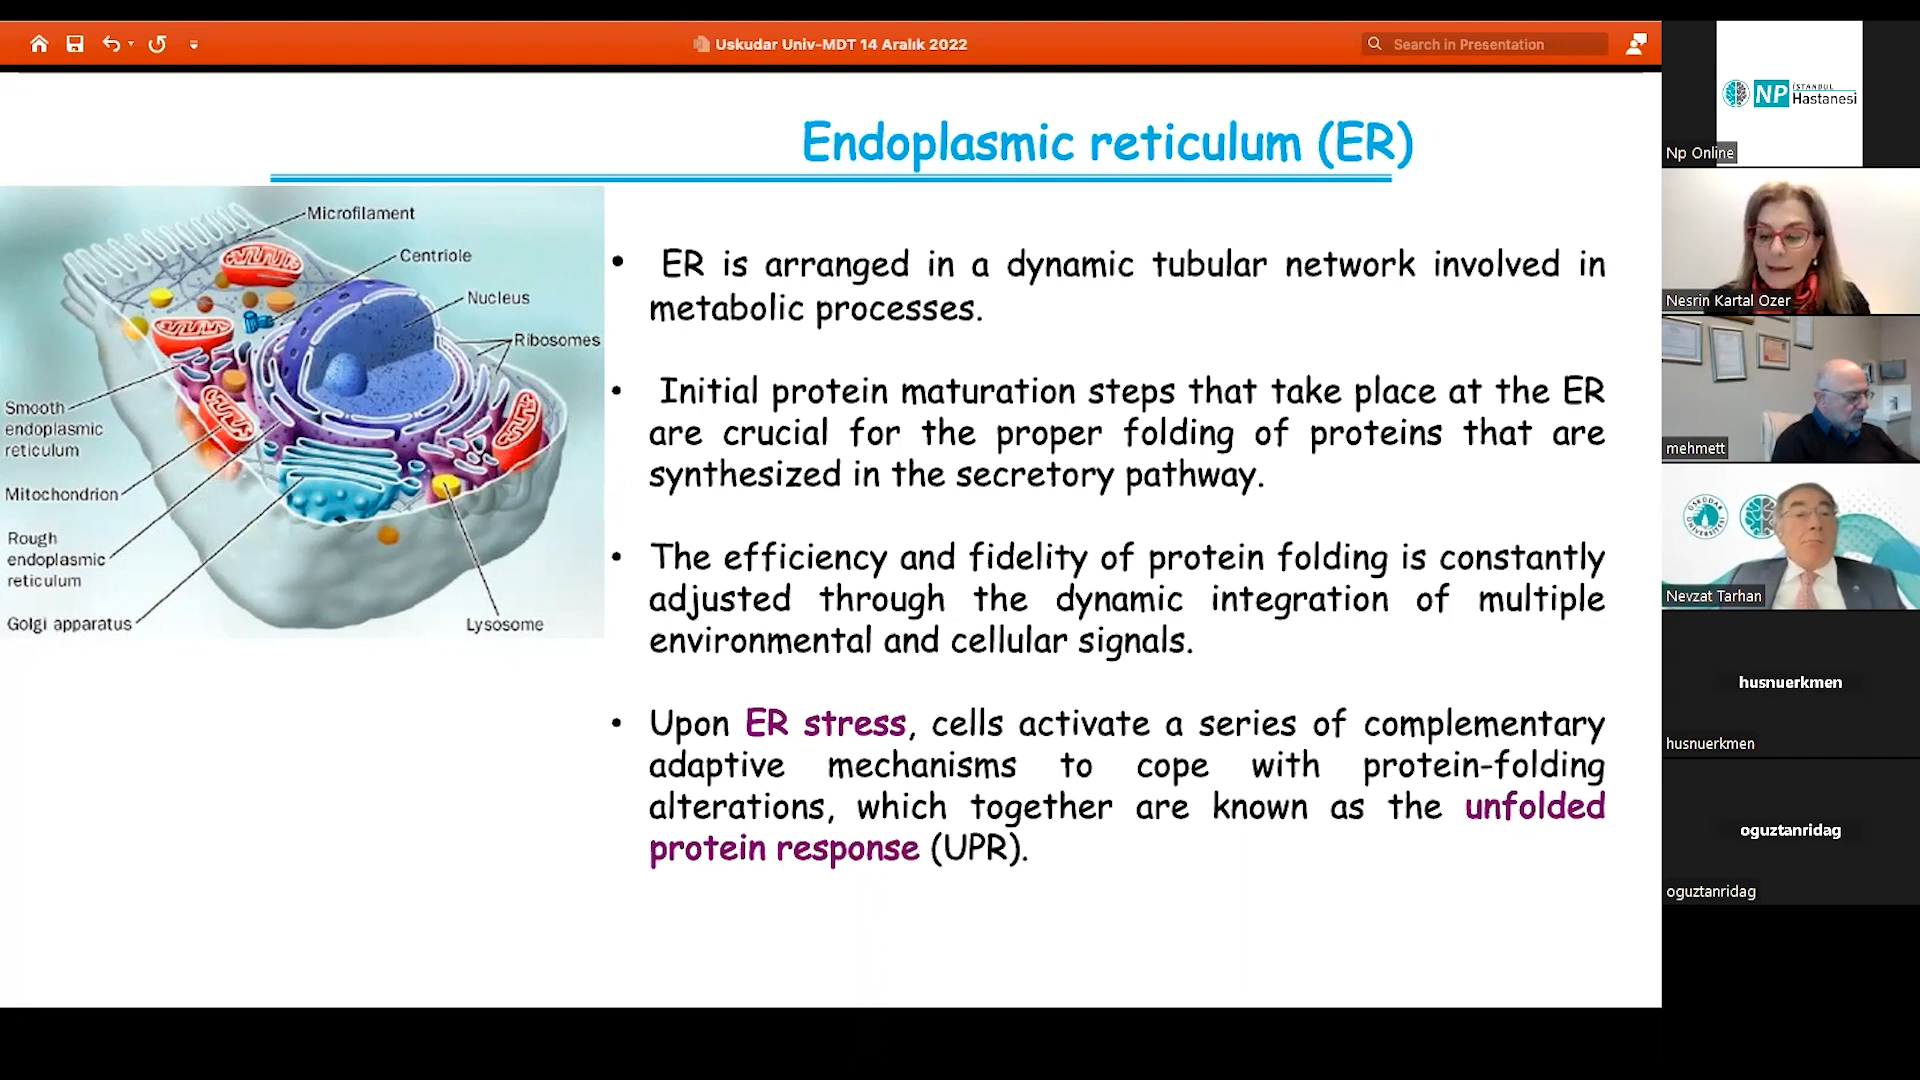 Uskudar Univ-MDT 14 Aralık 2022
Search in Presentation
Endoplasmic reticulum (ER)
Microfilament
Centriole
Nucleus
Ribosomes
Smooth
endoplasmic
reticulum
Mitochondrion
Rough
endoplasmic
reticulum
Golgi apparatus
Lysosome
• ER is arranged in a dynamic tubular network involved in
metabolic processes.
• Initial protein maturation steps that take place at the ER
are crucial for the proper folding of proteins that are
synthesized in the secretory pathway.
• The efficiency and fidelity of protein folding is constantly
adjusted through the dynamic integration of multiple
environmental and cellular signals.
• Upon ER stress, cells activate a series of complementary
adaptive mechanisms to cope with protein-folding
alterations, which together are known as the unfolded
protein response (UPR).
NP
İSTANBUL
Hastanesi
Np Online
Nesrin Kartal Ozer
mehmett
ÜSKÜDAR
ÜNİVERSİTESİ
Nevzat Tarhan
husnuerkmen
husnuerkmen
oguztanridag
oguztanridag